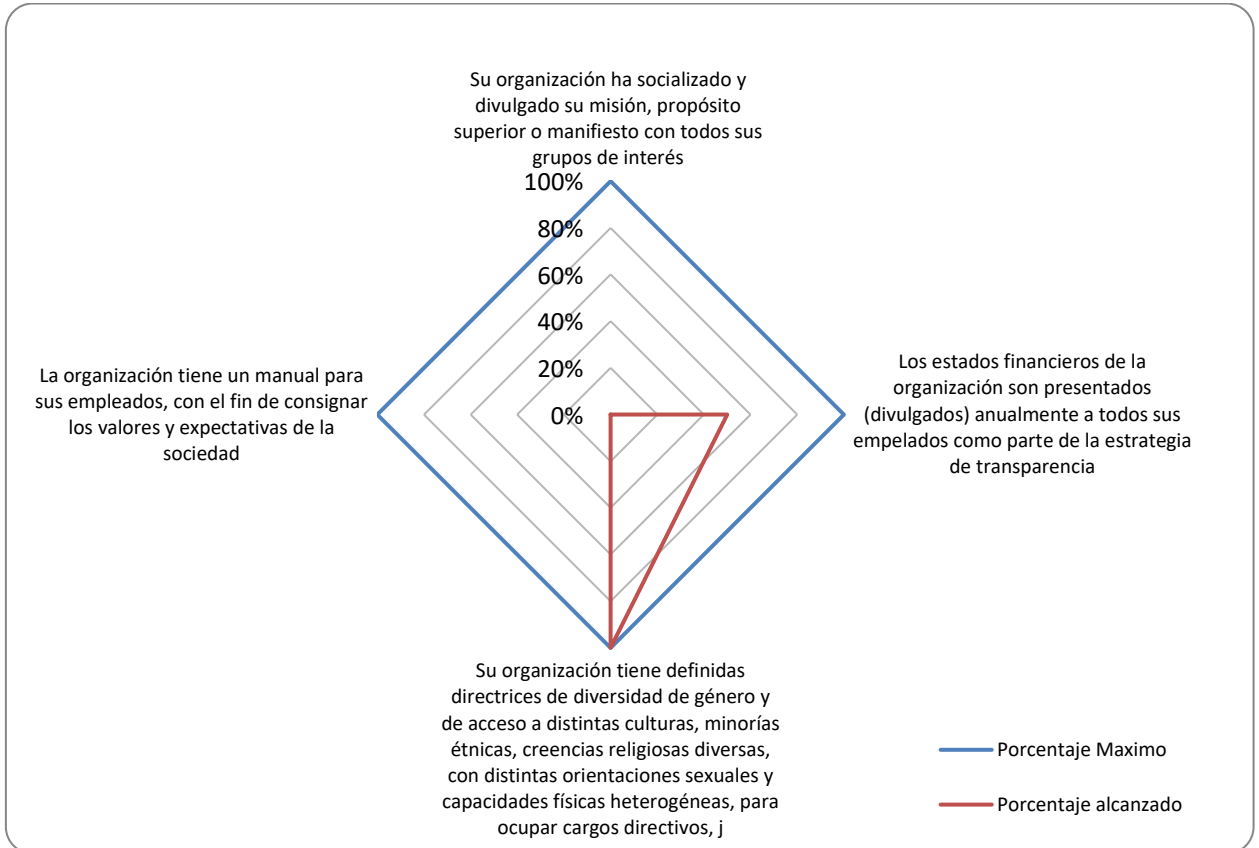 Su organización ha socializado y
divulgado su misión, propósito
superior o manifiesto con todos sus
grupos de interés
100%
80%
60%
40%
20%
0%
Los estados financieros de la
organización son presentados
(divulgados) anualmente a todos sus
empelados como parte de la estrategia
de transparencia
La organización tiene un manual para
sus empleados, con el fin de consignar
los valores y expectativas de la
sociedad
Su organización tiene definidas
directrices de diversidad de género y
de acceso a distintas culturas, minorías
étnicas, creencias religiosas diversas,
con distintas orientaciones sexuales y
capacidades físicas heterogéneas, para
ocupar cargos directivos, j
Porcentaje Maximo
Porcentaje alcanzado